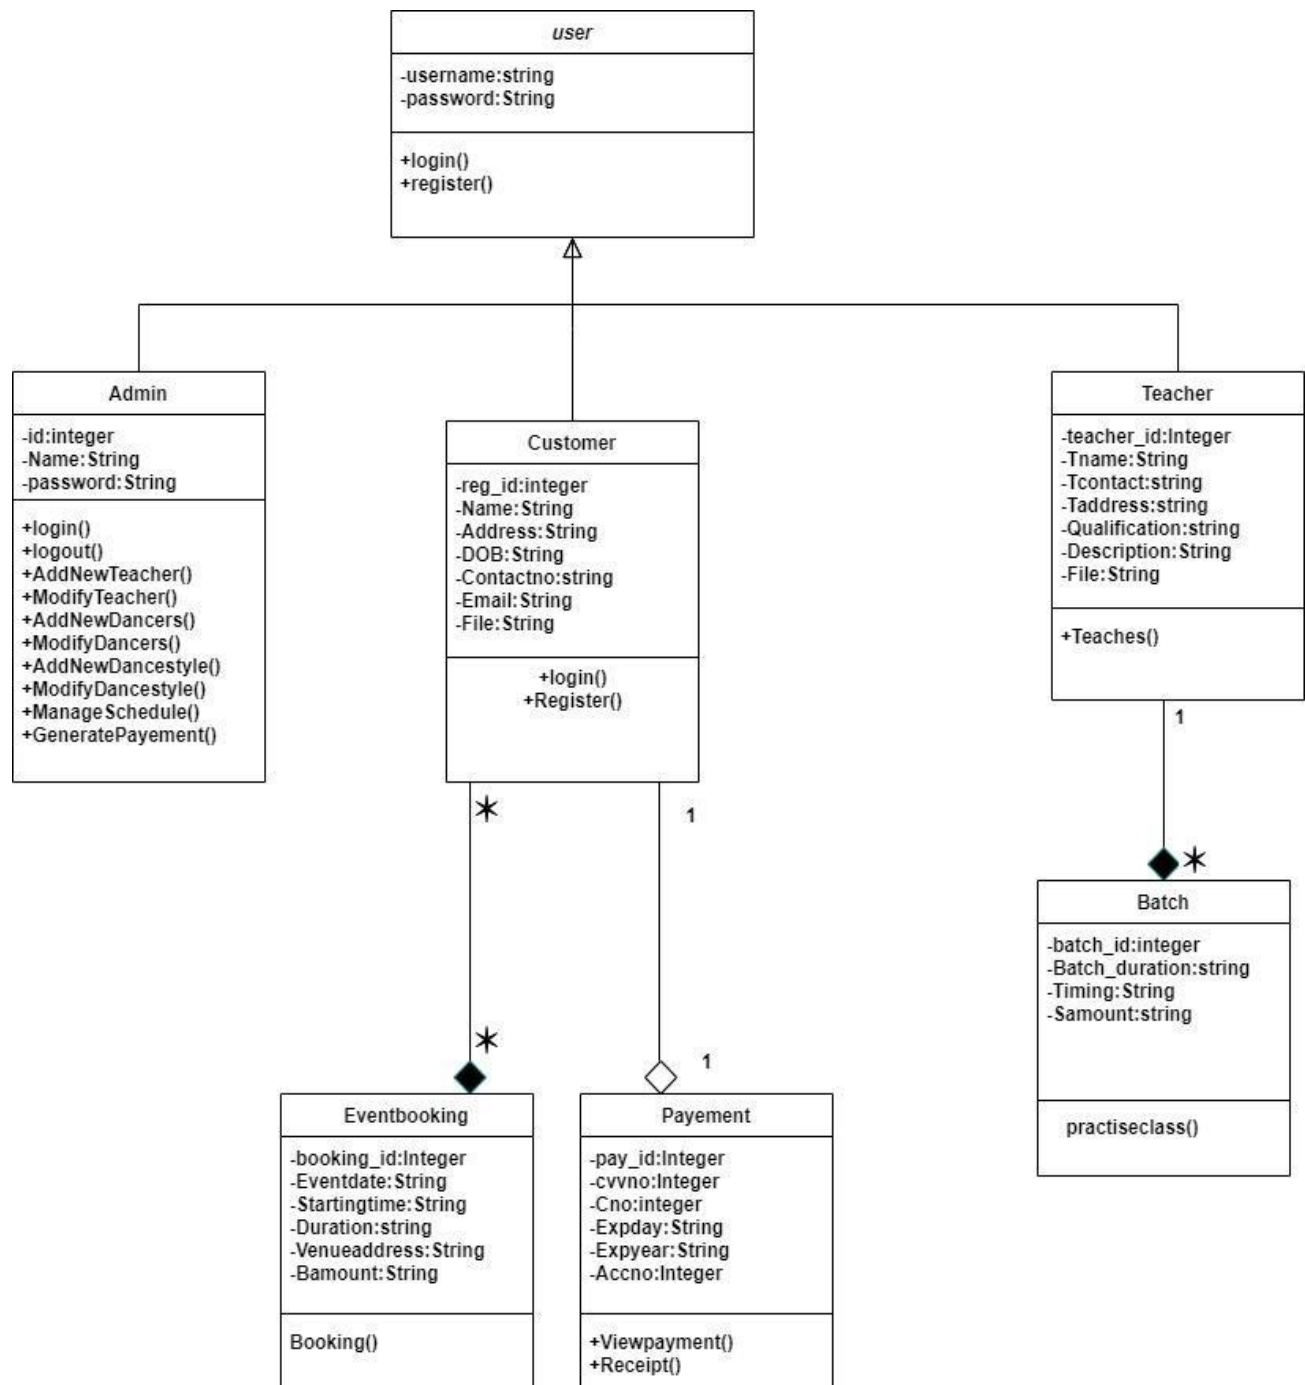 user
-username:string
-password:String
+login()
+register()
Admin
-id:integer
-Name:String
-password:String
+login()
+logout()
+AddNewTeacher()
+ModifyTeacher()
+AddNewDancers()
+ModifyDancers()
+AddNewDancestyle()
+ModifyDancestyle()
+ManageSchedule()
+GeneratePayement()
Customer
-reg_id:integer
-Name:String
-Address:String
-DOB:String
-Contactno:string
-Email:String
-File:String
+login()
+Register()
Teacher
-teacher_id:Integer
-Tname:String
-Tcontact:string
-Taddress:string
-Qualification:string
-Description:String
-File:String
+Teaches()
1
*
1
*
Batch
-batch_id:integer
-Batch_duration:string
-Timing:String
-Samount:string
practiseclass()
*
1
Eventbooking
-booking_id:Integer
-Eventdate:String
-Startingtime:String
-Duration:string
-Venueaddress:String
-Bamount:String
Booking()
Payement
-pay_id:Integer
-cvvno:Integer
-Cno:integer
-Expday:String
-Expyear:String
-Accno:Integer
+Viewpayment()
+Receipt()